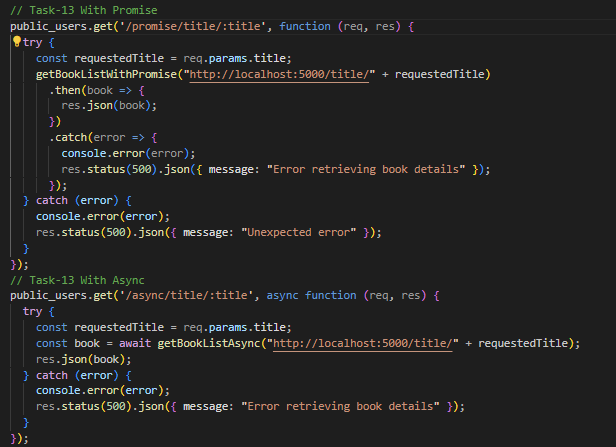 // Task-13 With Promise
public_users.get('/promise/title/:title', function (req, res) {
  try {
    const requestedTitle = req.params.title;
    getBookListWithPromise("http://localhost:5000/title/" + requestedTitle)
      .then(book => {
        res.json(book);
      })
      .catch(error => {
        console.error(error);
        res.status(500).json({ message: "Error retrieving book details" });
      });
  } catch (error) {
    console.error(error);
    res.status(500).json({ message: "Unexpected error" });
  }
});
// Task-13 With Async
public_users.get('/async/title/:title', async function (req, res) {
  try {
    const requestedTitle = req.params.title;
    const book = await getBookListAsync("http://localhost:5000/title/" + requestedTitle);
    res.json(book);
  } catch (error) {
    console.error(error);
    res.status(500).json({ message: "Error retrieving book details" });
  }
});